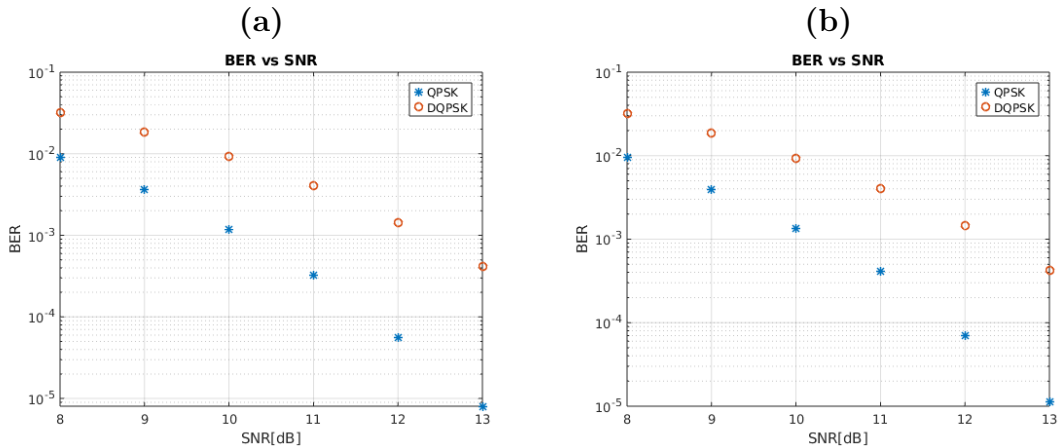 (a)
BER vs SNR
10^-1
10^-2
10^-3
10^-4
10^-5
BER
QPSK
DQPSK
8 9 10 11 12 13
SNR[dB]
(b)
BER vs SNR
10^-1
10^-2
10^-3
10^-4
10^-5
BER
QPSK
DQPSK
8 9 10 11 12 13
SNR[dB]